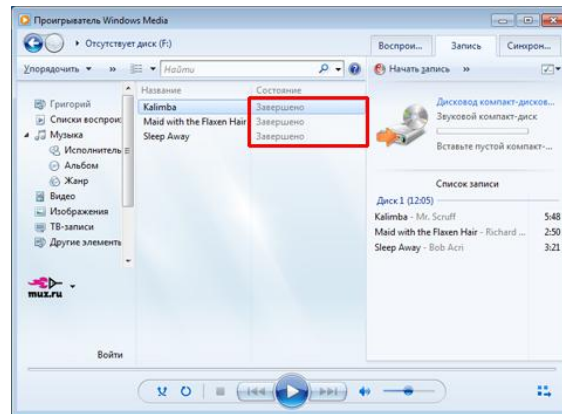 Проигрыватель Windows Media
Отсутствует диск (F:)
Воспрои...
Запись
Синхрон...
Упорядочить
»
Найти
Начать запись
»
Название
Состояние
Григорий
Списки воспроиз
Музыка
Исполнитель
Альбом
Жанр
Видео
Изображения
ТВ-записи
Другие элементь
Kalimba
Завершено
Maid with the Flaxen Hair
Завершено
Sleep Away
Завершено
Дисковод компакт-дисков...
Звуковой компакт-диск
Вставьте пустой компакт-...
Список записи
Диск 1 (12:05)
Kalimba - Mr. Scruff 5:48
Maid with the Flaxen Hair - Richard ... 2:50
Sleep Away - Bob Acri 3:21
muz.ru
Войти